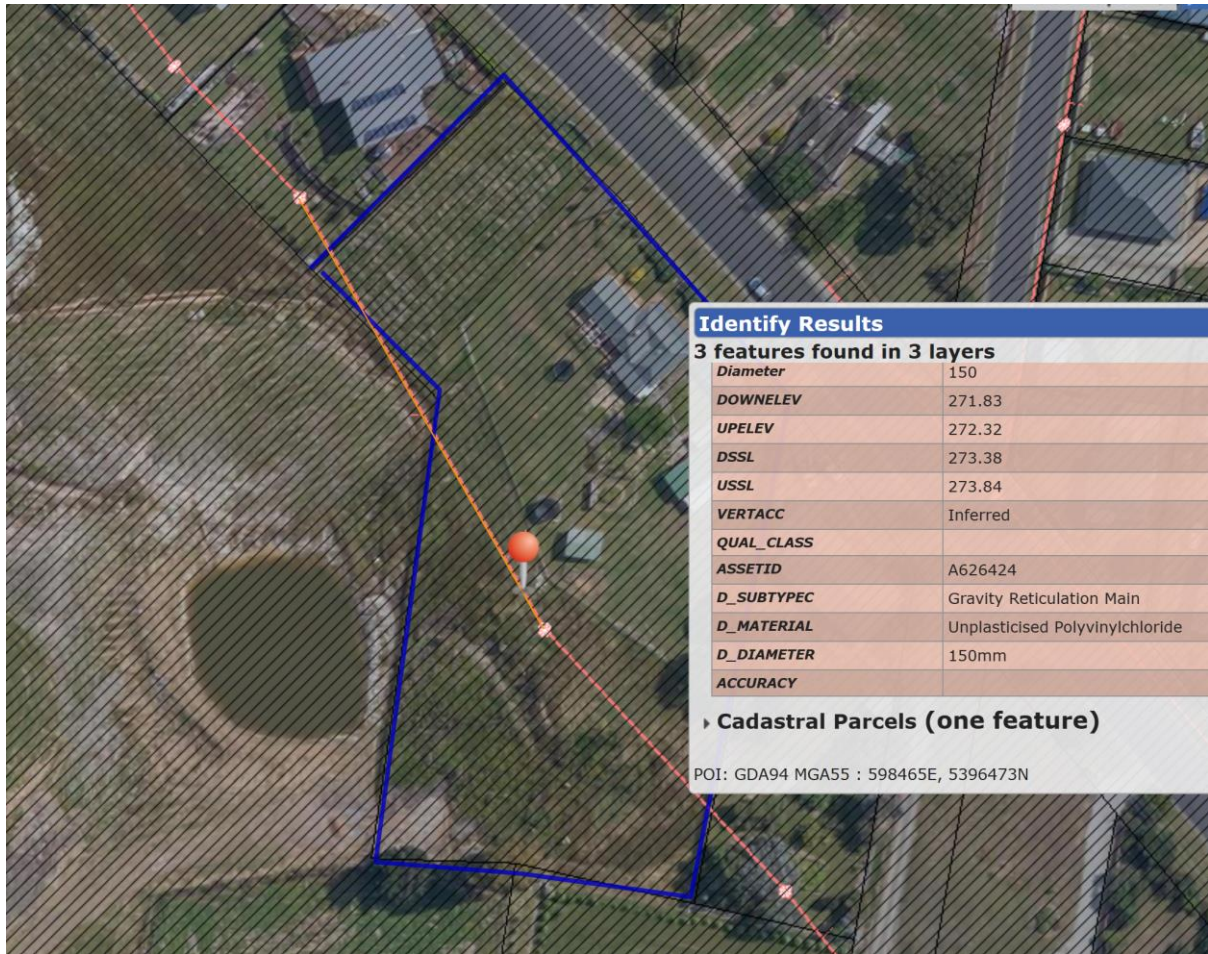 Identify Results
3 features found in 3 layers
Diameter 150
DOWNELEV 271.83
UPELEV 272.32
DSSL 273.38
USSL 273.84
VERTACC Inferred
QUAL_CLASS
ASSETID A626424
D_SUBTYPEC Gravity Reticulation Main
D_MATERIAL Unplasticised Polyvinylchloride
D_DIAMETER 150mm
ACCURACY
Cadastral Parcels (one feature)
POI: GDA94 MGA55 : 598465E, 5396473N